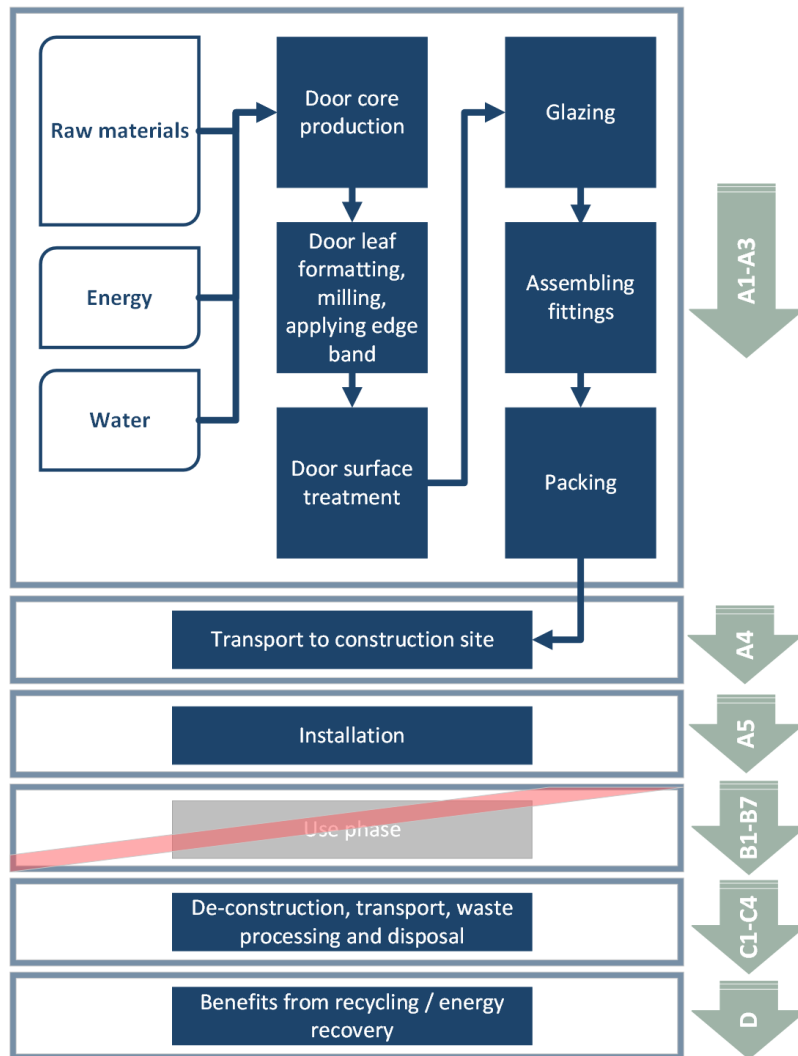 Raw materials
Energy
Water
Door core
production
Door leaf
formatting,
milling,
applying edge
band
Door surface
treatment
Glazing
Assembling
fittings
Packing
A1-A3
Transport to construction site
A4
Installation
A5
Use phase
B1-B7
De-construction, transport, waste
processing and disposal
C1-C4
Benefits from recycling / energy
recovery
D